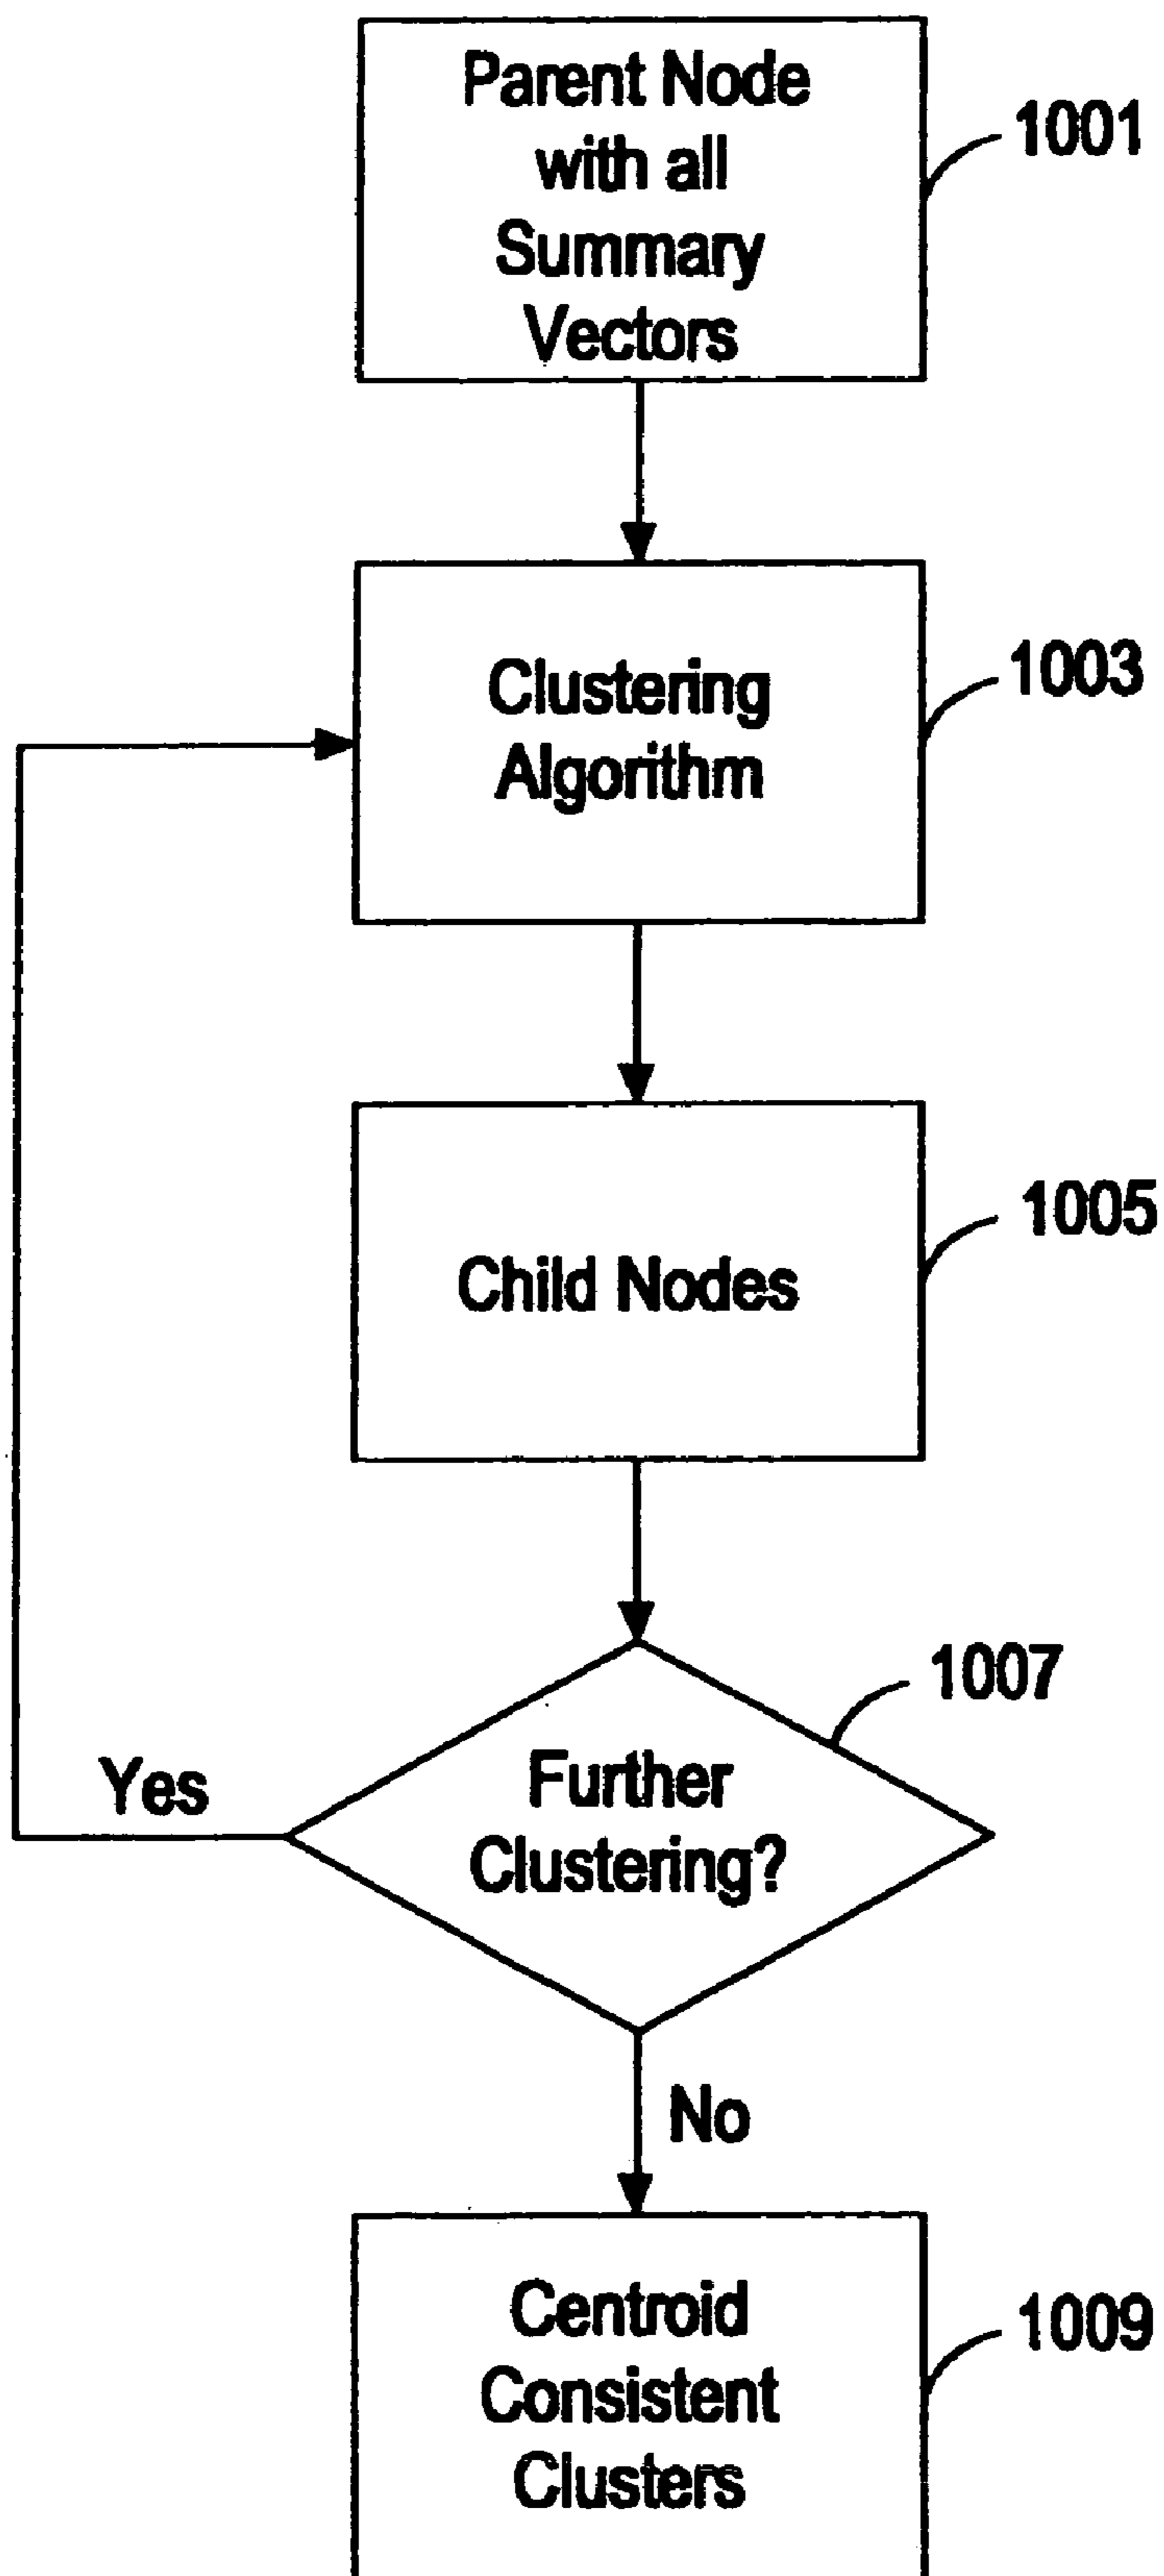 Parent Node
with all
Summary
Vectors
1001
Clustering
Algorithm
1003
Child Nodes
1005
Further
Clustering?
1007
Yes
No
Centroid
Consistent
Clusters
1009